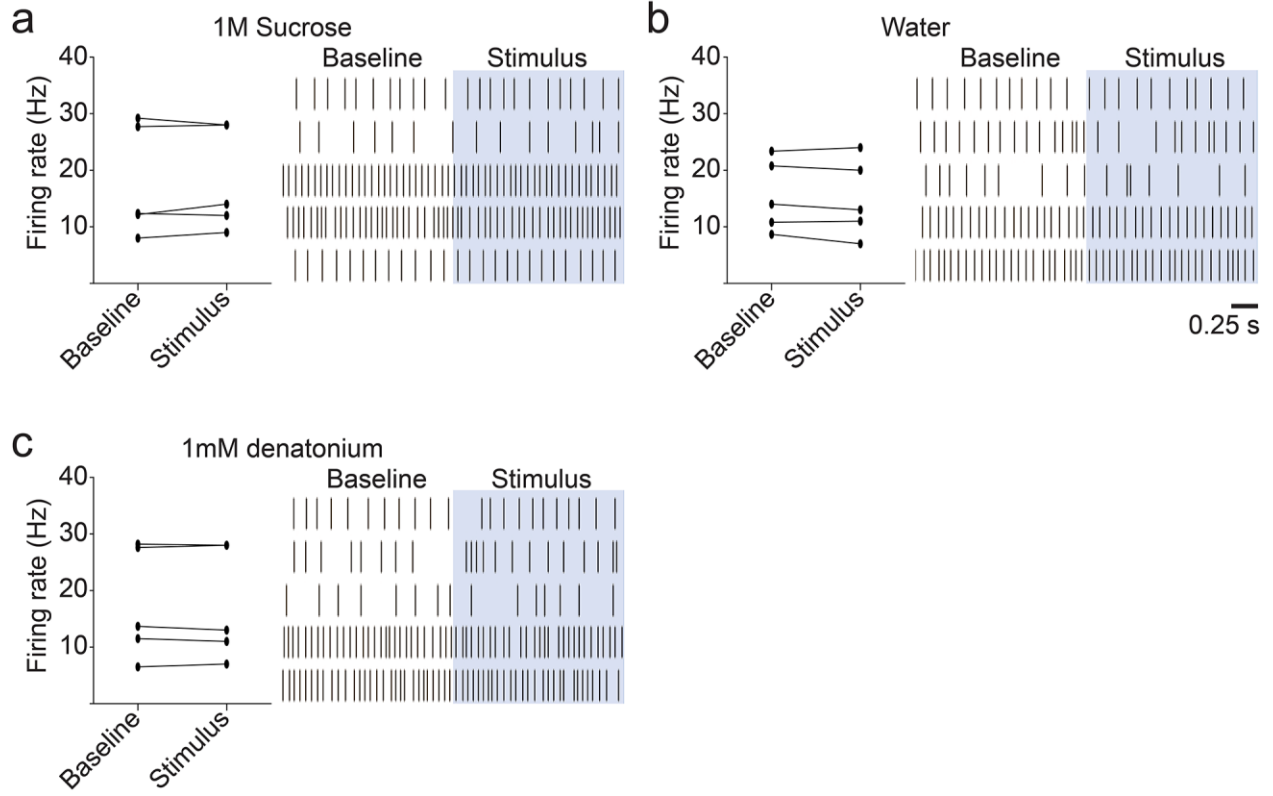 a
1M Sucrose
Baseline Stimulus
40
30
20
10
Firing rate (Hz)
Baseline
Stimulus
b
Water
Baseline Stimulus
40
30
20
10
Firing rate (Hz)
Baseline
Stimulus
0.25 s
c
1mM denatonium
Baseline Stimulus
40
30
20
10
Firing rate (Hz)
Baseline
Stimulus